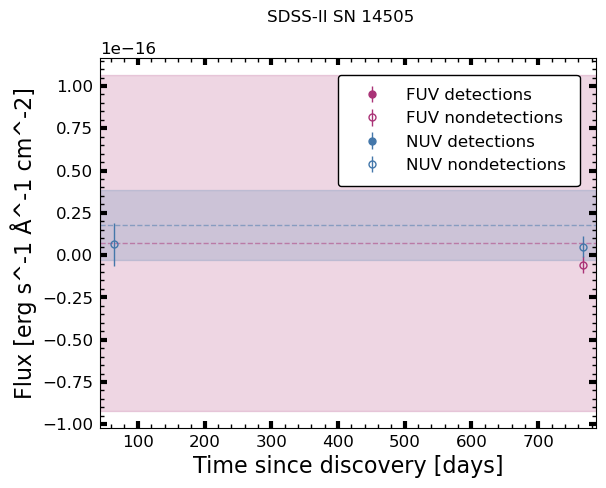 SDSS-II SN 14505
1e−16
1.00
0.75
0.50
0.25
0.00
−0.25
−0.50
−0.75
−1.00
Flux [erg s^-1 Å^-1 cm^-2]
FUV detections
FUV nondetections
NUV detections
NUV nondetections
100 200 300 400 500 600 700
Time since discovery [days]